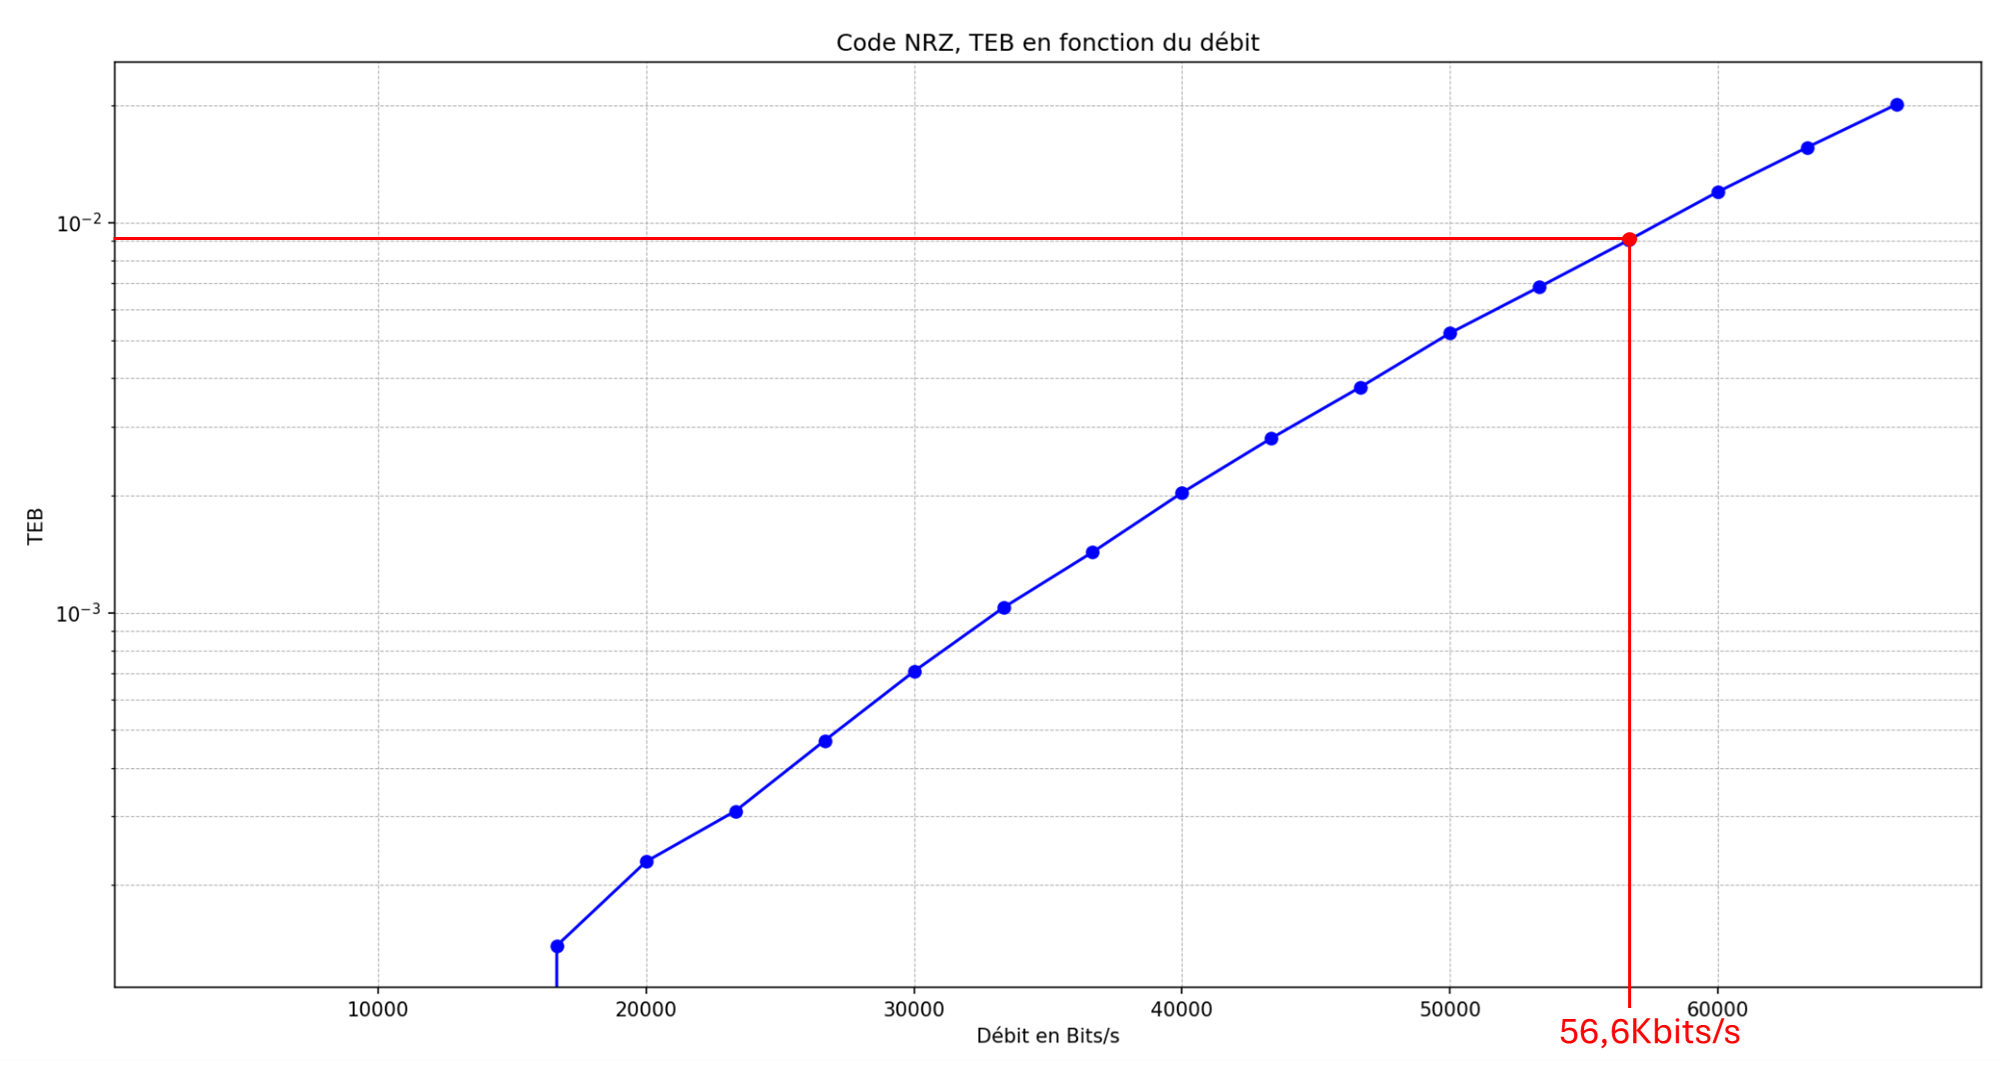 Code NRZ, TEB en fonction du débit
10⁻²
10⁻³
TEB
10000 20000 30000 40000 50000 60000
Débit en Bits/s
56,6Kbits/s